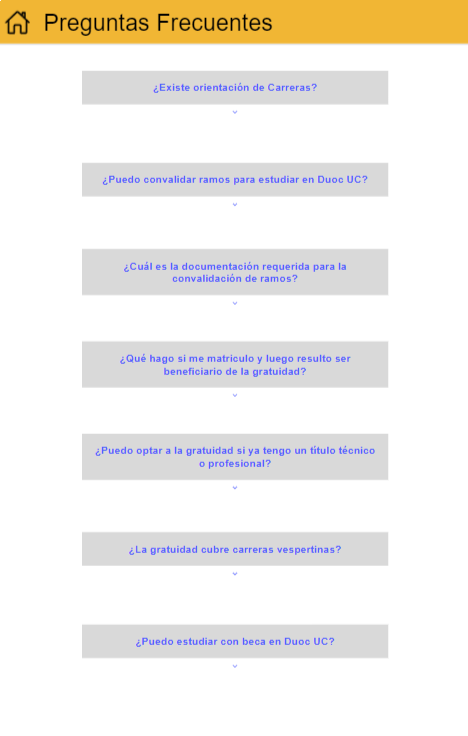 Preguntas Frecuentes
¿Existe orientación de Carreras?
¿Puedo convalidar ramos para estudiar en Duoc UC?
¿Cuál es la documentación requerida para la
convalidación de ramos?
¿Qué hago si me matriculo y luego resulto ser
beneficiario de la gratuidad?
¿Puedo optar a la gratuidad si ya tengo un título técnico
o profesional?
¿La gratuidad cubre carreras vespertinas?
¿Puedo estudiar con beca en Duoc UC?